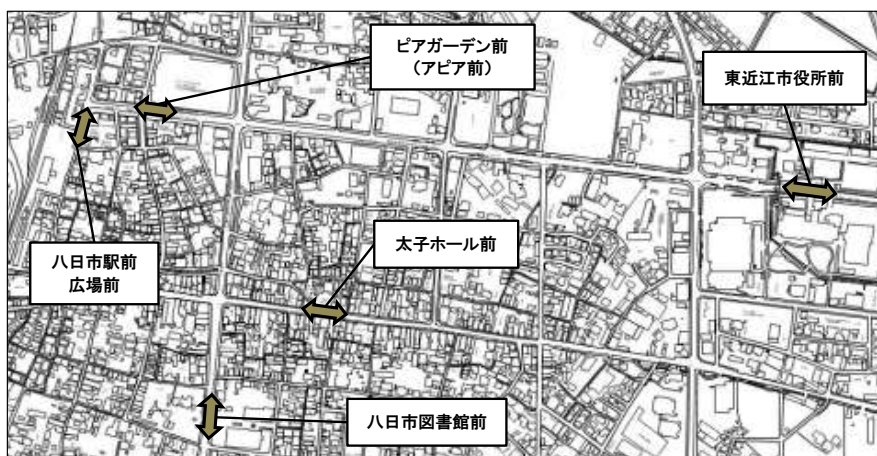 ピアガーデン前
（アピア前）
東近江市役所前
八日市駅前
広場前
太子ホール前
八日市図書館前